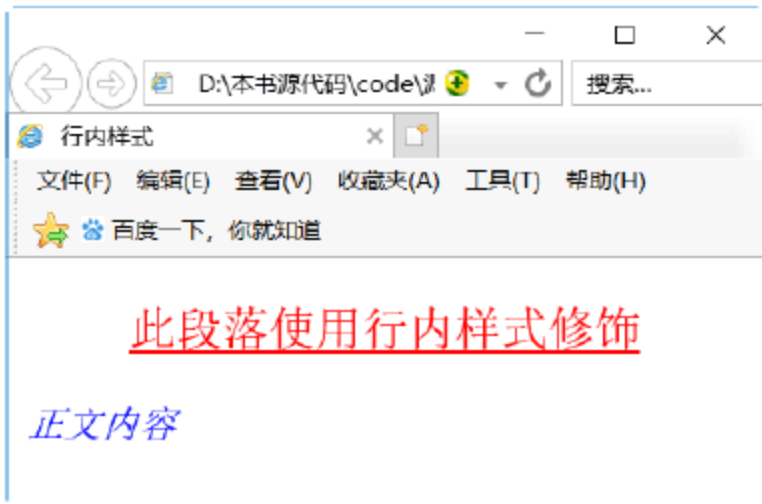 D:\本书源代码\code\
搜索...
行内样式
文件(F) 编辑(E) 查看(V) 收藏夹(A) 工具(T) 帮助(H)
百度一下，你就知道
此段落使用行内样式修饰
正文内容